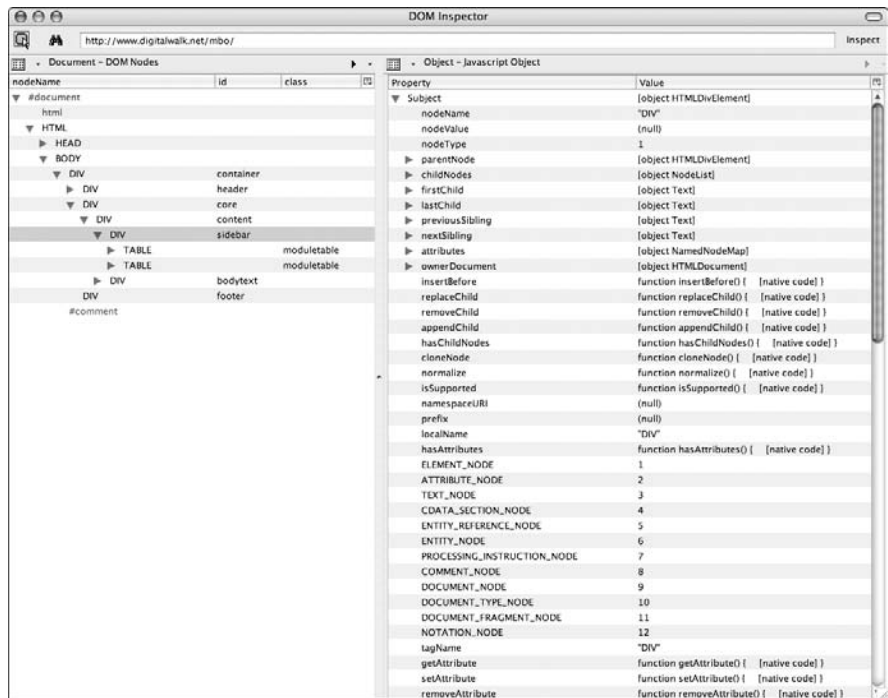 DOM Inspector
http://www.digitalwalk.net/mbo/
Inspect
Document - DOM Nodes
nodeName id class
#document
html
HTML
HEAD
BODY
DIV container
DIV header
DIV core
DIV content
DIV sidebar
TABLE moduletable
TABLE moduletable
DIV bodytext
DIV footer
#comment
Object - Javascript Object
Property Value
Subject [object HTMLDivElement]
nodeName "DIV"
nodeValue (null)
nodeType 1
parentNode [object HTMLDivElement]
childNodes [object NodeList]
firstChild [object Text]
lastChild [object Text]
previousSibling [object Text]
nextSibling [object Text]
attributes [object NamedNodeMap]
ownerDocument [object HTMLDocument]
insertBefore function insertBefore() { [native code] }
replaceChild function replaceChild() { [native code] }
removeChild function removeChild() { [native code] }
appendChild function appendChild() { [native code] }
hasChildNodes function hasChildNodes() { [native code] }
cloneNode function cloneNode() { [native code] }
normalize function normalize() { [native code] }
isSupported function isSupported() { [native code] }
namespaceURI (null)
prefix (null)
localName "DIV"
hasAttributes function hasAttributes() { [native code] }
ELEMENT_NODE 1
ATTRIBUTE_NODE 2
TEXT_NODE 3
CDATA_SECTION_NODE 4
ENTITY_REFERENCE_NODE 5
ENTITY_NODE 6
PROCESSING_INSTRUCTION_NODE 7
COMMENT_NODE 8
DOCUMENT_NODE 9
DOCUMENT_TYPE_NODE 10
DOCUMENT_FRAGMENT_NODE 11
NOTATION_NODE 12
tagName "DIV"
getAttribute function getAttribute() { [native code] }
setAttribute function setAttribute() { [native code] }
removeAttribute function removeAttribute() { [native code] }